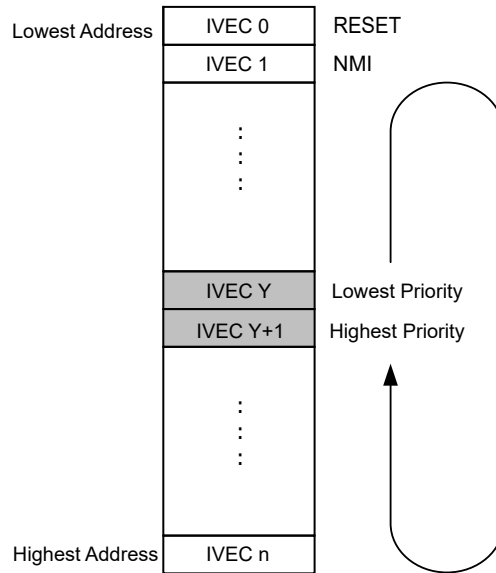 Lowest Address IVEC 0 RESET
IVEC 1 NMI
:
:
:
IVEC Y Lowest Priority
IVEC Y+1 Highest Priority
:
:
:
Highest Address IVEC n